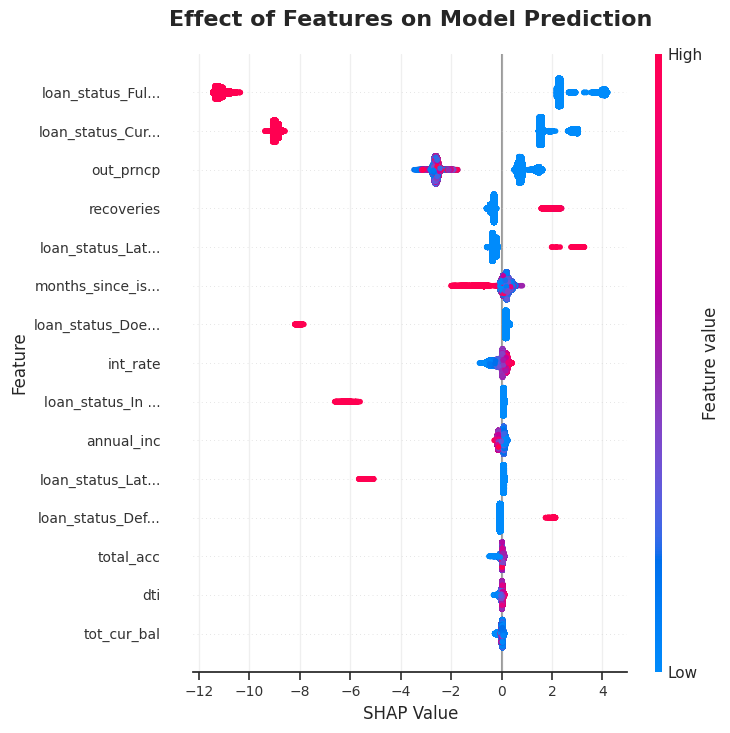 Effect of Features on Model Prediction
High
loan_status_Ful...
loan_status_Cur...
out_prncp
recoveries
loan_status_Lat...
months_since_is...
loan_status_Doe...
int_rate
loan_status_In ...
annual_inc
loan_status_Lat...
loan_status_Def...
total_acc
dti
tot_cur_bal
Feature
Feature value
Low
−12 −10 −8 −6 −4 −2 0 2 4
SHAP Value